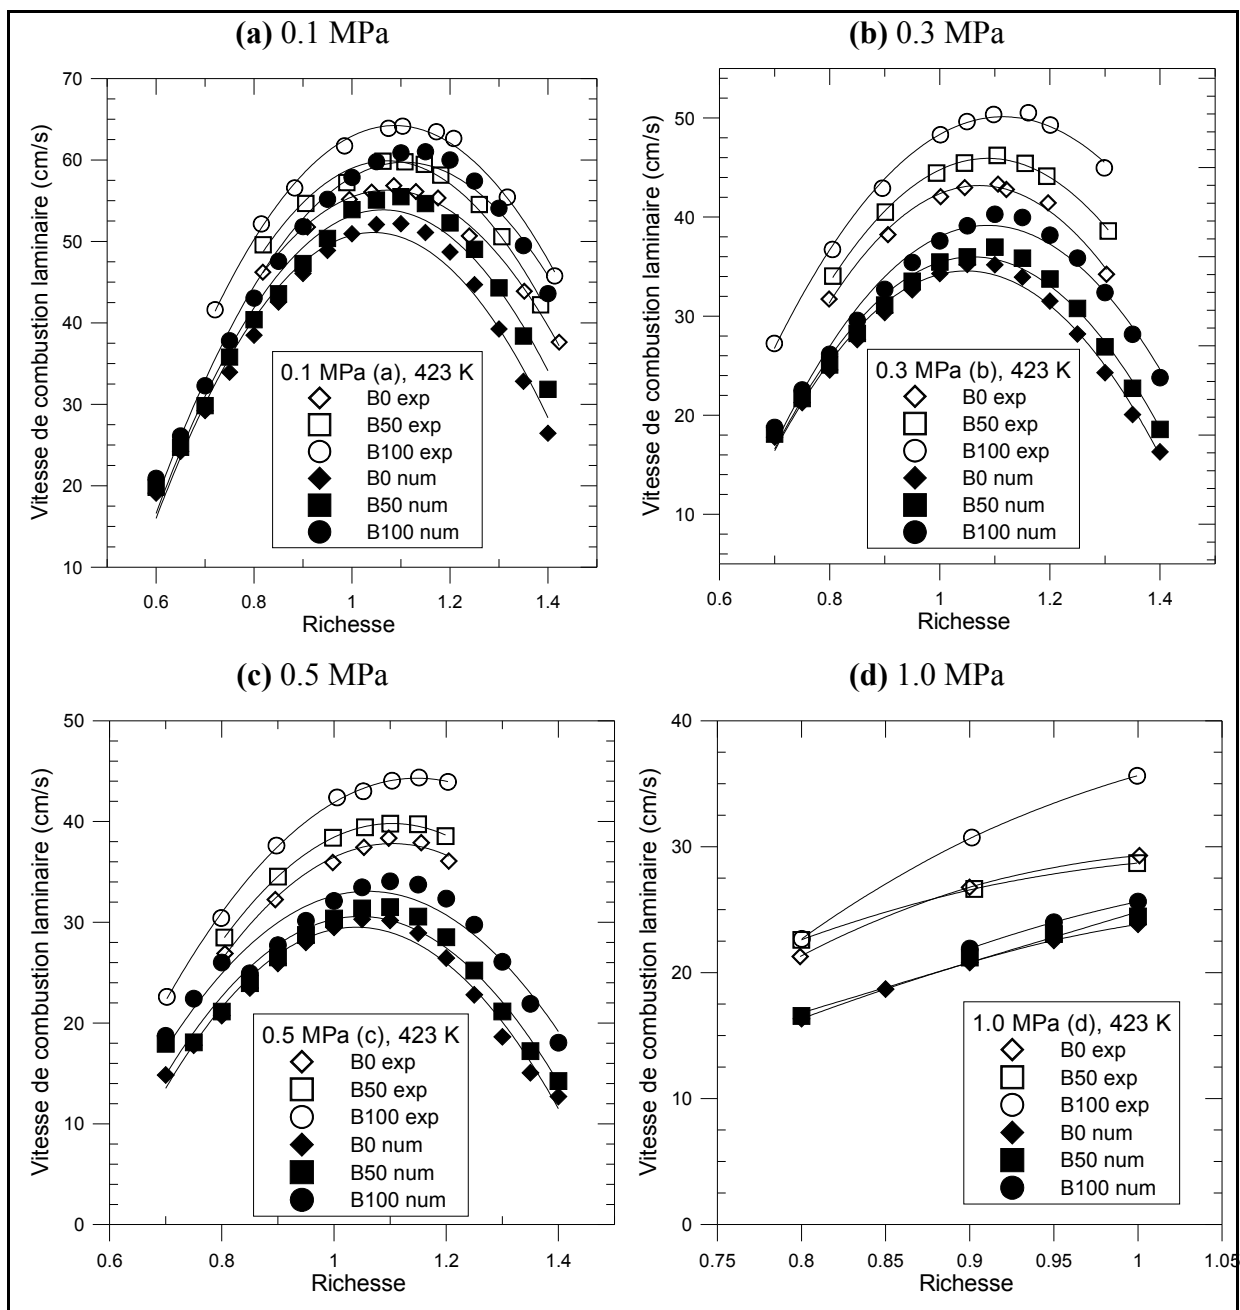 (a) 0.1 MPa
Vitesse de combustion laminaire (cm/s)
70
60
50
40
30
20
10
0.6 0.8 1 1.2 1.4
Richesse
0.1 MPa (a), 423 K
B0 exp
B50 exp
B100 exp
B0 num
B50 num
B100 num
(b) 0.3 MPa
Vitesse de combustion laminaire (cm/s)
50
40
30
20
10
0.6 0.8 1 1.2 1.4
Richesse
0.3 MPa (b), 423 K
B0 exp
B50 exp
B100 exp
B0 num
B50 num
B100 num
(c) 0.5 MPa
Vitesse de combustion laminaire (cm/s)
50
40
30
20
10
0
0.6 0.8 1 1.2 1.4
Richesse
0.5 MPa (c), 423 K
B0 exp
B50 exp
B100 exp
B0 num
B50 num
B100 num
(d) 1.0 MPa
Vitesse de combustion laminaire (cm/s)
40
30
20
10
0
0.75 0.8 0.85 0.9 0.95 1 1.05
Richesse
1.0 MPa (d), 423 K
B0 exp
B50 exp
B100 exp
B0 num
B50 num
B100 num